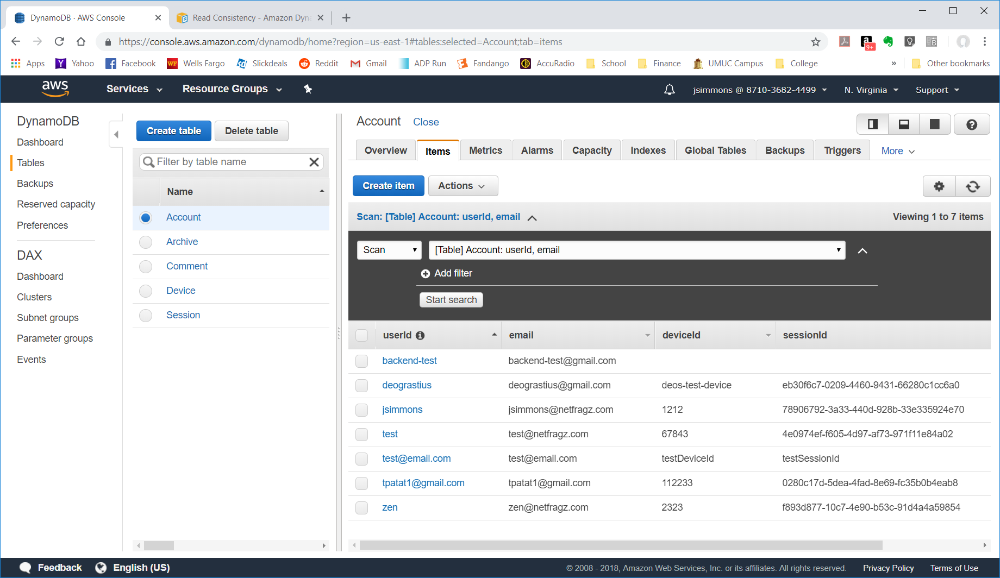 DynamoDB · AWS Console
Read Consistency - Amazon Dyn
https://console.aws.amazon.com/dynamodb/home?region=us-east-1#tables:selected=Account;tab=items
9+
Apps Yahoo Facebook Wells Fargo Slickdeals Reddit Gmail ADP Run Fandango AccuRadio School Finance UMUC Campus College » Other bookmarks
aws Services Resource Groups jsimmons @ 8710-3682-4499 N. Virginia Support
DynamoDB
Dashboard
Tables
Backups
Reserved capacity
Preferences
DAX
Dashboard
Clusters
Subnet groups
Parameter groups
Events
Create table Delete table
Filter by table name
Name
Account
Archive
Comment
Device
Session
Account Close
Overview Items Metrics Alarms Capacity Indexes Global Tables Backups Triggers More
Create item Actions
Scan: [Table] Account: userId, email Viewing 1 to 7 items
Scan [Table] Account: userId, email
Add filter
Start search
userId email deviceId sessionId
backend-test backend-test@gmail.com
deograstius deograstius@gmail.com deos-test-device eb30f6c7-0209-4460-9431-66280c1cc6a0
jsimmons jsimmons@netfragz.com 1212 78906792-3a33-440d-928b-33e335924e70
test test@netfragz.com 67843 4e0974ef-f605-4d97-af73-971f11e84a02
test@email.com test@email.com testDeviceId testSessionId
tpatat1@gmail.com tpatat1@gmail.com 112233 0280c17d-5dea-4fad-8e69-fc35b0b4eab8
zen zen@netfragz.com 2323 f893d877-10c7-4e90-b53c-91d4a4a59854
Feedback English (US) © 2008 - 2018, Amazon Web Services, Inc. or its affiliates. All rights reserved. Privacy Policy Terms of Use